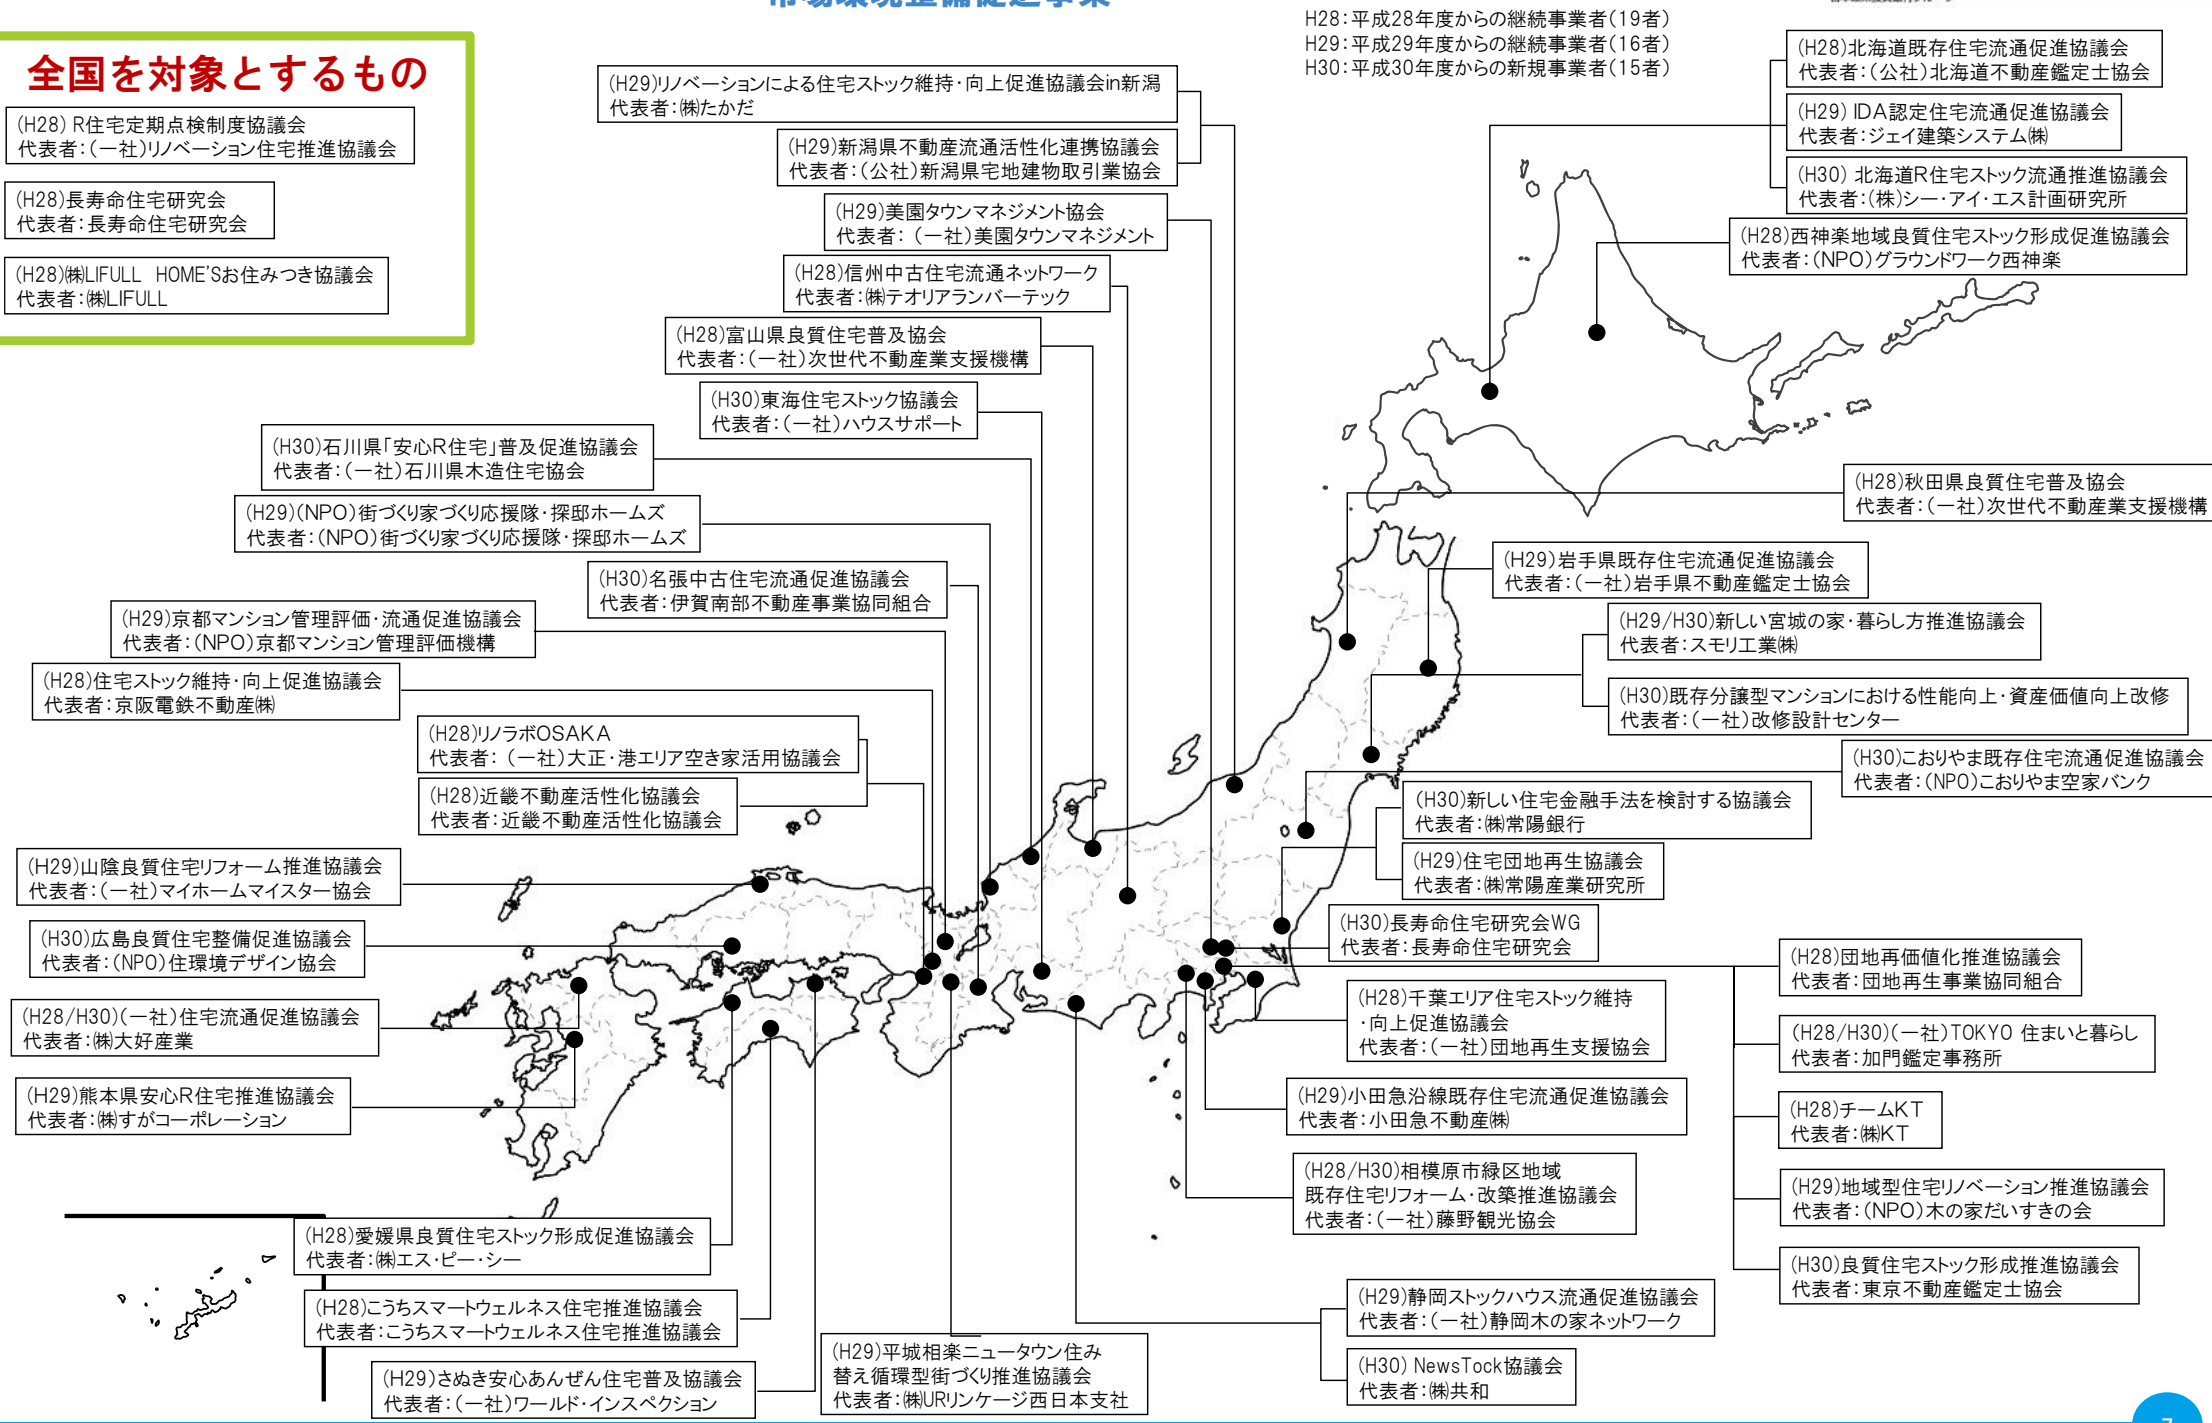 H28：平成28年度からの継続事業者（19者）
H29：平成29年度からの継続事業者（16者）
H30：平成30年度からの新規事業者（15者）
全国を対象とするもの
(H28) R住宅定期点検制度協議会
代表者：（一社）リノベーション住宅推進協議会
(H28)長寿命住宅研究会
代表者：長寿命住宅研究会
(H28)㈱LIFULL　HOME'Sお住みつき協議会
代表者：㈱LIFULL
(H29)リノベーションによる住宅ストック維持・向上促進協議会in新潟
代表者：㈱たかだ
(H29)新潟県不動産流通活性化連携協議会
代表者：（公社）新潟県宅地建物取引業協会
(H29)美園タウンマネジメント協会
代表者：（一社）美園タウンマネジメント
(H28)信州中古住宅流通ネットワーク
代表者：㈱テオリアランバーテック
(H28)富山県良質住宅普及協会
代表者：（一社）次世代不動産業支援機構
(H30)東海住宅ストック協議会
代表者：（一社）ハウスサポート
(H30)石川県「安心R住宅」普及促進協議会
代表者：（一社）石川県木造住宅協会
(H29)(NPO)街づくり家づくり応援隊・探邸ホームズ
代表者：(NPO)街づくり家づくり応援隊・探邸ホームズ
(H30)名張中古住宅流通促進協議会
代表者：伊賀南部不動産事業協同組合
(H29)京都マンション管理評価・流通促進協議会
代表者：(NPO)京都マンション管理評価機構
(H28)住宅ストック維持・向上促進協議会
代表者：京阪電鉄不動産㈱
(H28)リノラボOSAKA
代表者：（一社）大正・港エリア空き家活用協議会
(H28)近畿不動産活性化協議会
代表者：近畿不動産活性化協議会
(H29)山陰良質住宅リフォーム推進協議会
代表者：（一社）マイホームマイスター協会
(H30)広島良質住宅整備促進協議会
代表者：(NPO)住環境デザイン協会
(H28/H30)（一社）住宅流通促進協議会
代表者：㈱大好産業
(H29)熊本県安心R住宅推進協議会
代表者：㈱すがコーポレーション
(H28)愛媛県良質住宅ストック形成促進協議会
代表者：㈱エス・ピー・シー
(H28)こうちスマートウェルネス住宅推進協議会
代表者：こうちスマートウェルネス住宅推進協議会
(H29)さぬき安心あんぜん住宅普及協議会
代表者：（一社）ワールド・インスペクション
(H29)平城相楽ニュータウン住み
替え循環型街づくり推進協議会
代表者：㈱URリンケージ西日本支社
(H28)北海道既存住宅流通促進協議会
代表者：（公社）北海道不動産鑑定士協会
(H29) IDA認定住宅流通促進協議会
代表者：ジェイ建築システム㈱
(H30) 北海道R住宅ストック流通推進協議会
代表者：(株)シー・アイ・エス計画研究所
(H28)西神楽地域良質住宅ストック形成促進協議会
代表者：(NPO)グラウンドワーク西神楽
(H28)秋田県良質住宅普及協会
代表者：（一社）次世代不動産業支援機構
(H29)岩手県既存住宅流通促進協議会
代表者：（一社）岩手県不動産鑑定士協会
(H29/H30)新しい宮城の家・暮らし方推進協議会
代表者：スモリ工業㈱
(H30)既存分譲型マンションにおける性能向上・資産価値向上改修
代表者：（一社）改修設計センター
(H30)こおりやま既存住宅流通促進協議会
代表者：(NPO)こおりやま空家バンク
(H30)新しい住宅金融手法を検討する協議会
代表者：㈱常陽銀行
(H29)住宅団地再生協議会
代表者：㈱常陽産業研究所
(H30)長寿命住宅研究会WG
代表者：長寿命住宅研究会
(H28)千葉エリア住宅ストック維持
・向上促進協議会
代表者：（一社）団地再生支援協会
(H29)小田急沿線既存住宅流通促進協議会
代表者：小田急不動産㈱
(H28/H30)相模原市緑区地域
既存住宅リフォーム・改築推進協議会
代表者：（一社）藤野観光協会
(H29)静岡ストックハウス流通促進協議会
代表者：（一社）静岡木の家ネットワーク
(H30) NewsTock協議会
代表者：㈱共和
(H28)団地再価値化推進協議会
代表者：団地再生事業協同組合
(H28/H30)（一社）TOKYO 住まいと暮らし
代表者：加門鑑定事務所
(H28)チームKT
代表者：㈱KT
(H29)地域型住宅リノベーション推進協議会
代表者：(NPO)木の家だいすきの会
(H30)良質住宅ストック形成推進協議会
代表者：東京不動産鑑定士協会